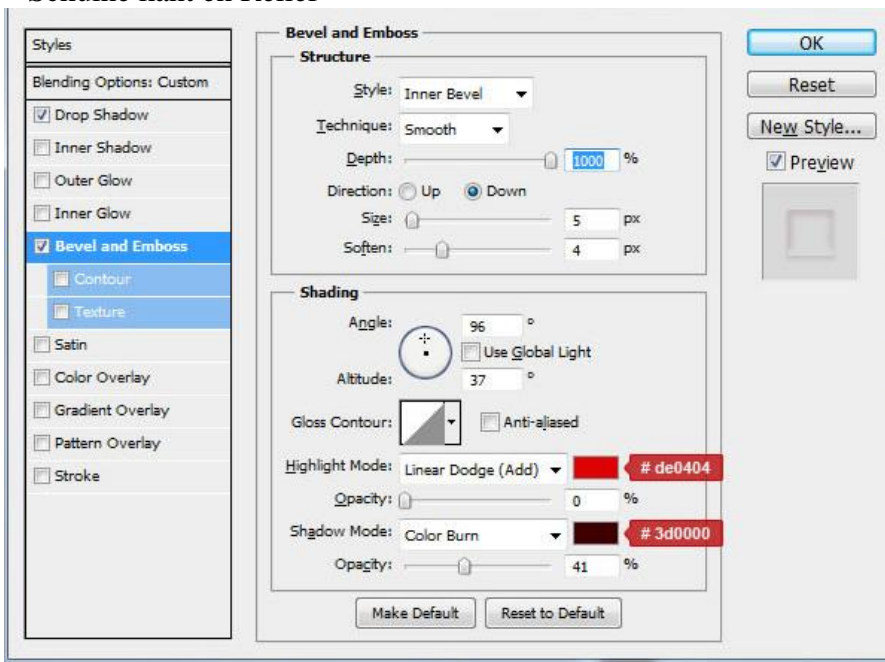 Schuine kant en Reliëf
Styles
Blending Options: Custom
Drop Shadow
Inner Shadow
Outer Glow
Inner Glow
Bevel and Emboss
Contour
Texture
Satin
Color Overlay
Gradient Overlay
Pattern Overlay
Stroke
Bevel and Emboss
Structure
Style: Inner Bevel
Technique: Smooth
Depth: 1000 %
Direction: Up Down
Size: 5 px
Soften: 4 px
Shading
Angle: 96 °
Use Global Light
Altitude: 37 °
Gloss Contour: Anti-aliased
Highlight Mode: Linear Dodge (Add) # de0404
Opacity: 0 %
Shadow Mode: Color Burn # 3d0000
Opacity: 41 %
Make Default Reset to Default
OK
Reset
New Style...
Preview